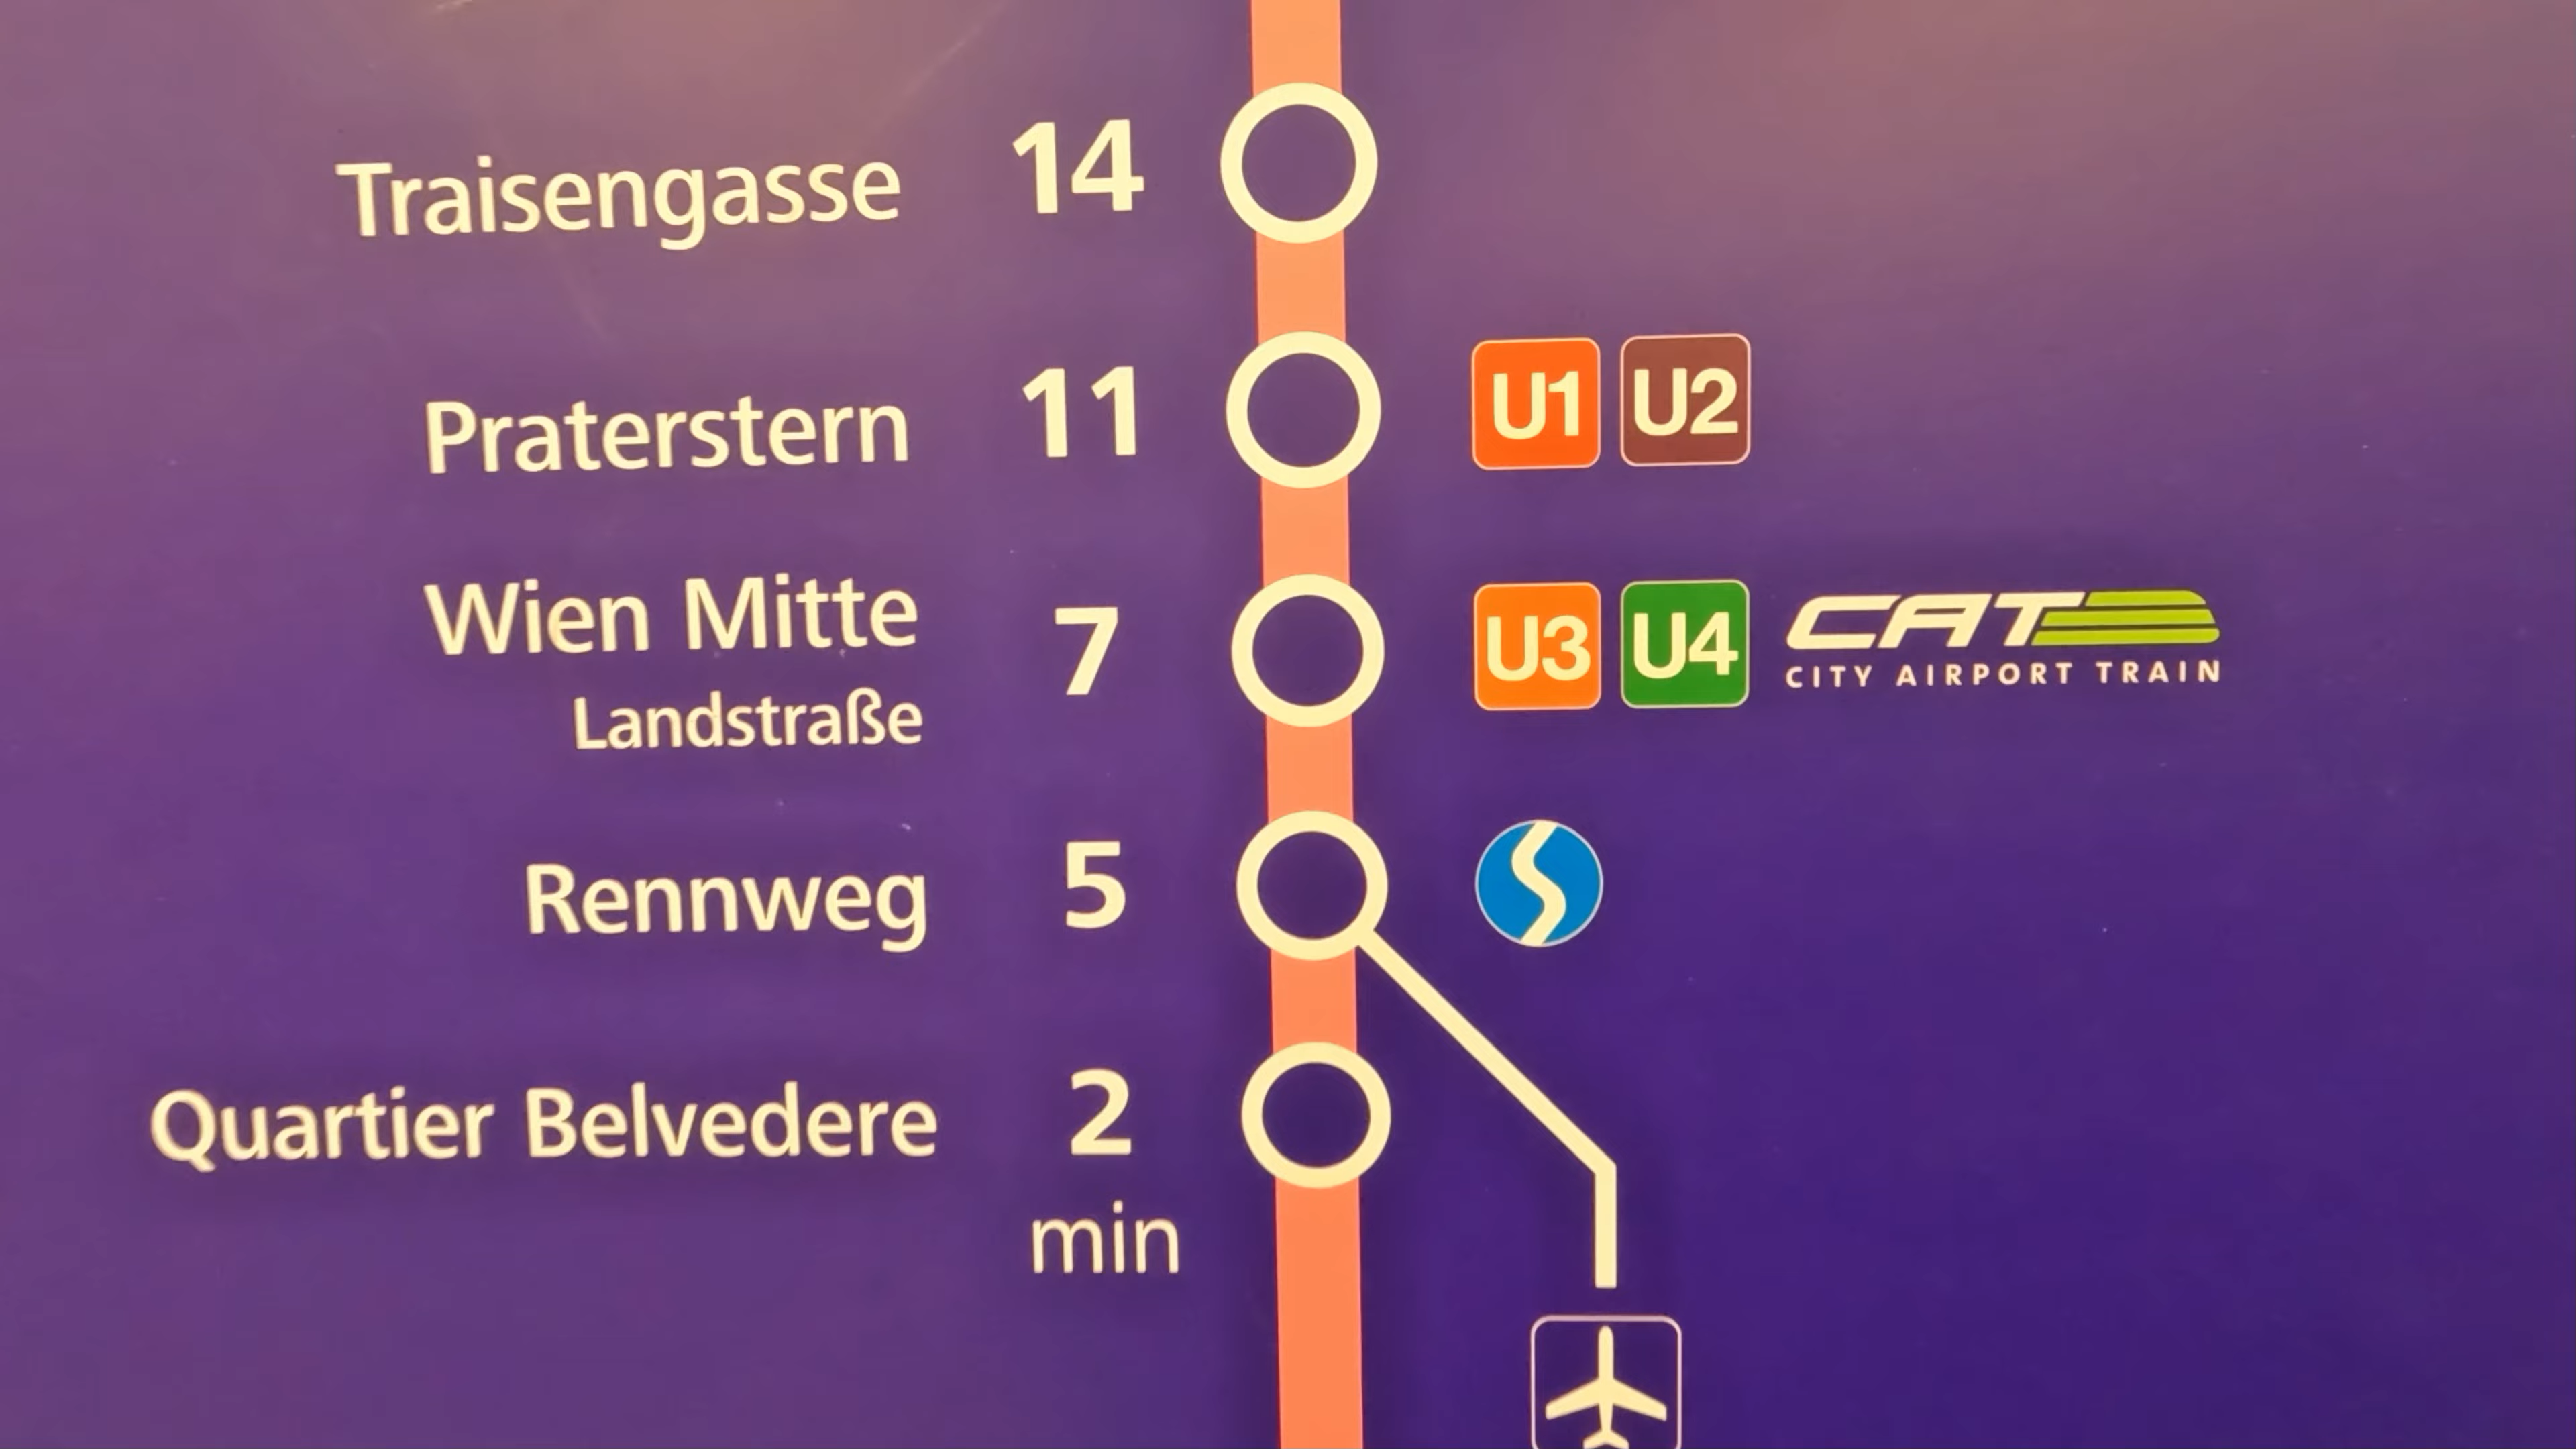 Traisengasse 14
Praterstern 11 U1 U2
Wien Mitte 7 U3 U4 CAT
Landstraße CITY AIRPORT TRAIN
Rennweg 5
Quartier Belvedere 2
min